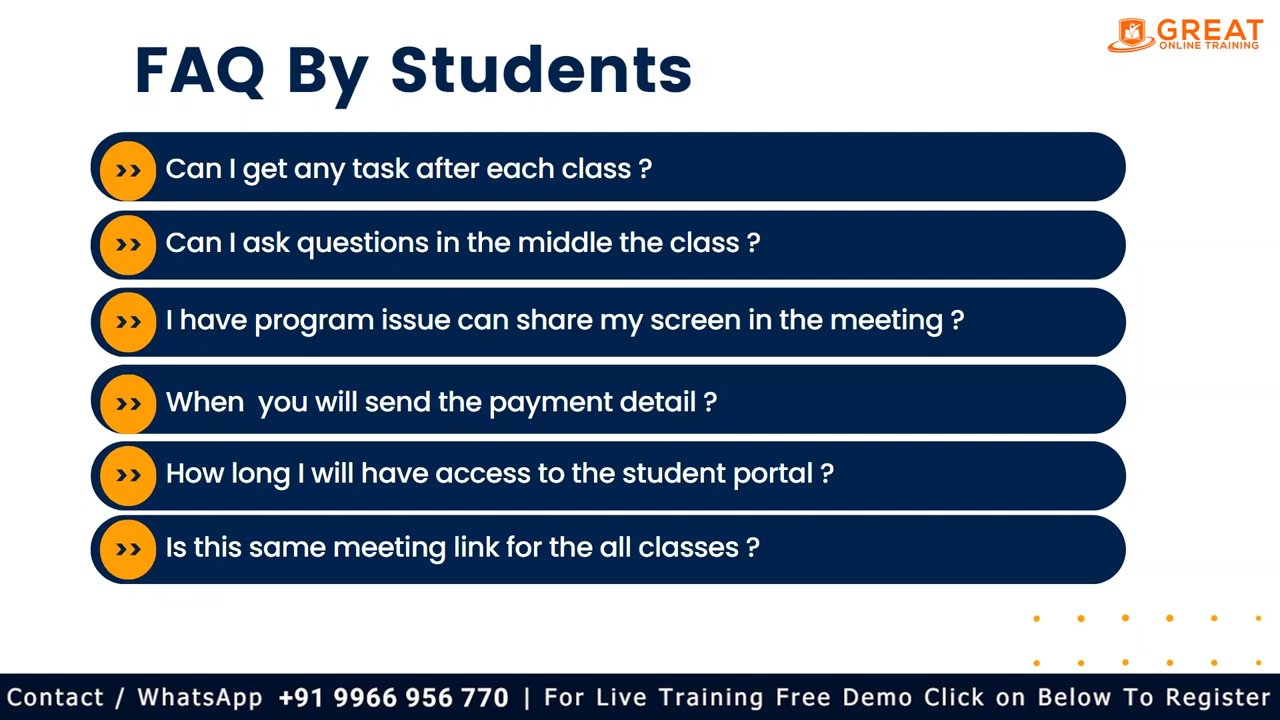 GREAT
ONLINE TRAINING
FAQ By Students
>> Can I get any task after each class ?
>> Can I ask questions in the middle the class ?
>> I have program issue can share my screen in the meeting ?
>> When you will send the payment detail ?
>> How long I will have access to the student portal ?
>> Is this same meeting link for the all classes ?
Contact / WhatsApp +91 9966 956 770 | For Live Training Free Demo Click on Below To Register